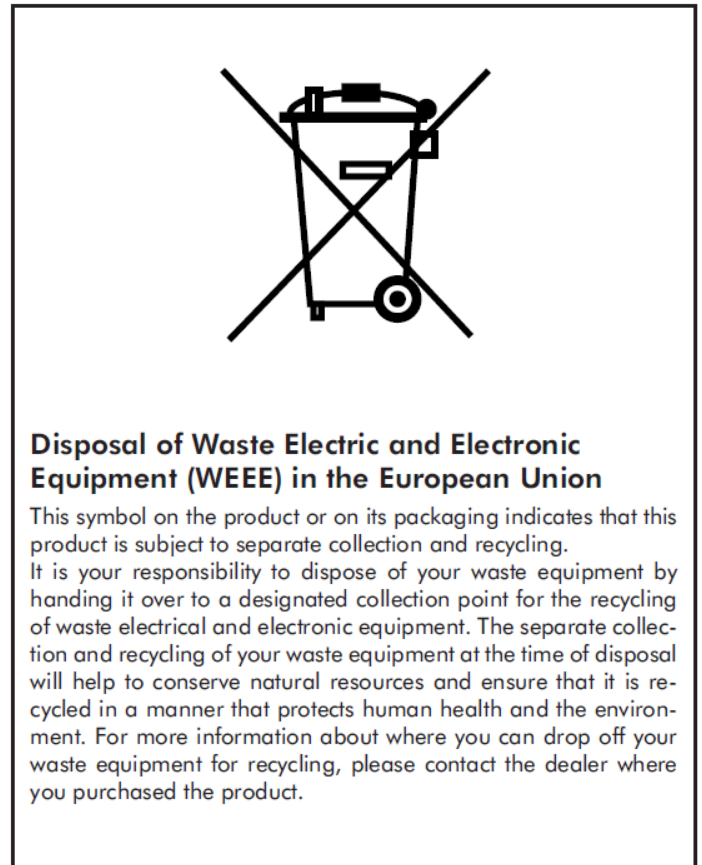 Disposal of Waste Electric and Electronic
Equipment (WEEE) in the European Union
This symbol on the product or on its packaging indicates that this
product is subject to separate collection and recycling.
It is your responsibility to dispose of your waste equipment by
handing it over to a designated collection point for the recycling
of waste electrical and electronic equipment. The separate collec-
tion and recycling of your waste equipment at the time of disposal
will help to conserve natural resources and ensure that it is re-
cycled in a manner that protects human health and the environ-
ment. For more information about where you can drop off your
waste equipment for recycling, please contact the dealer where
you purchased the product.